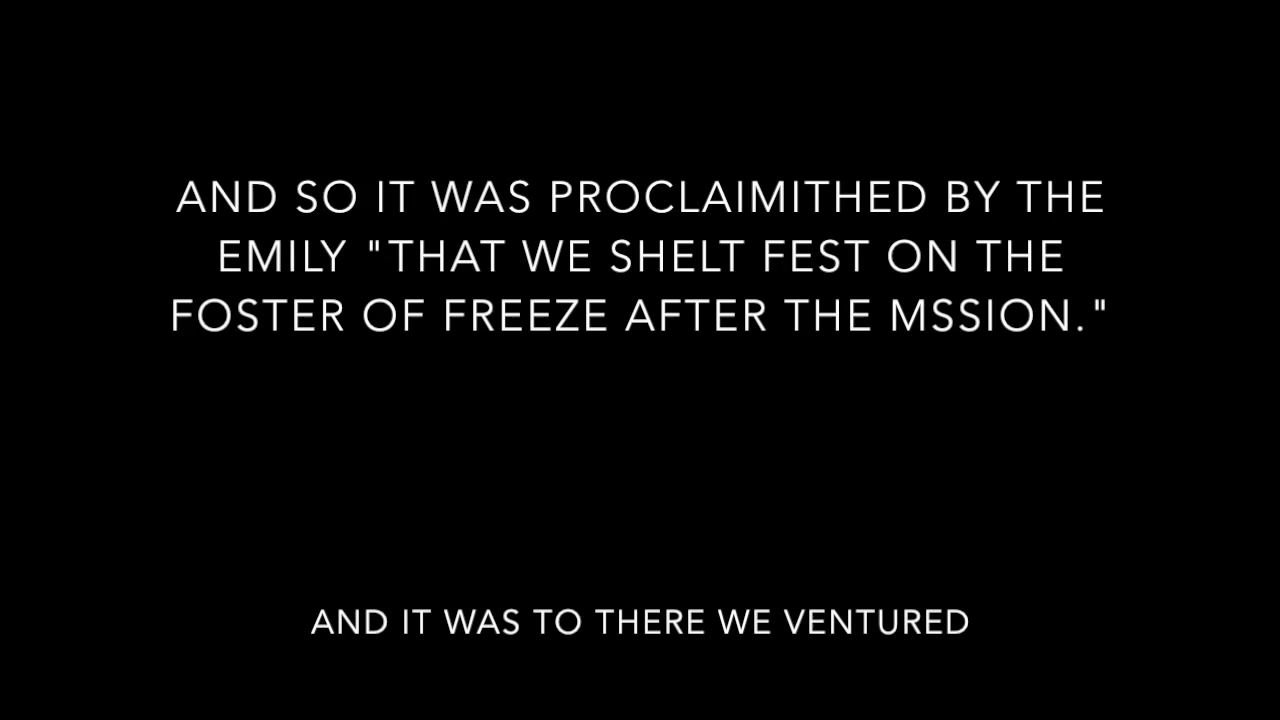 AND SO IT WAS PROCLAIMITHED BY THE
EMILY "THAT WE SHELT FEST ON THE
FOSTER OF FREEZE AFTER THE MSSION."
AND IT WAS TO THERE WE VENTURED